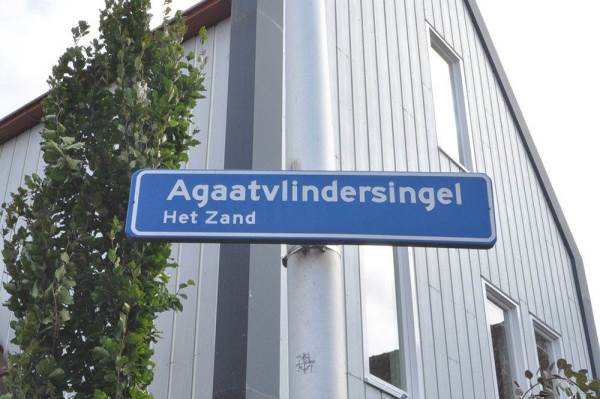 Agaatvlindersingel
Het Zand